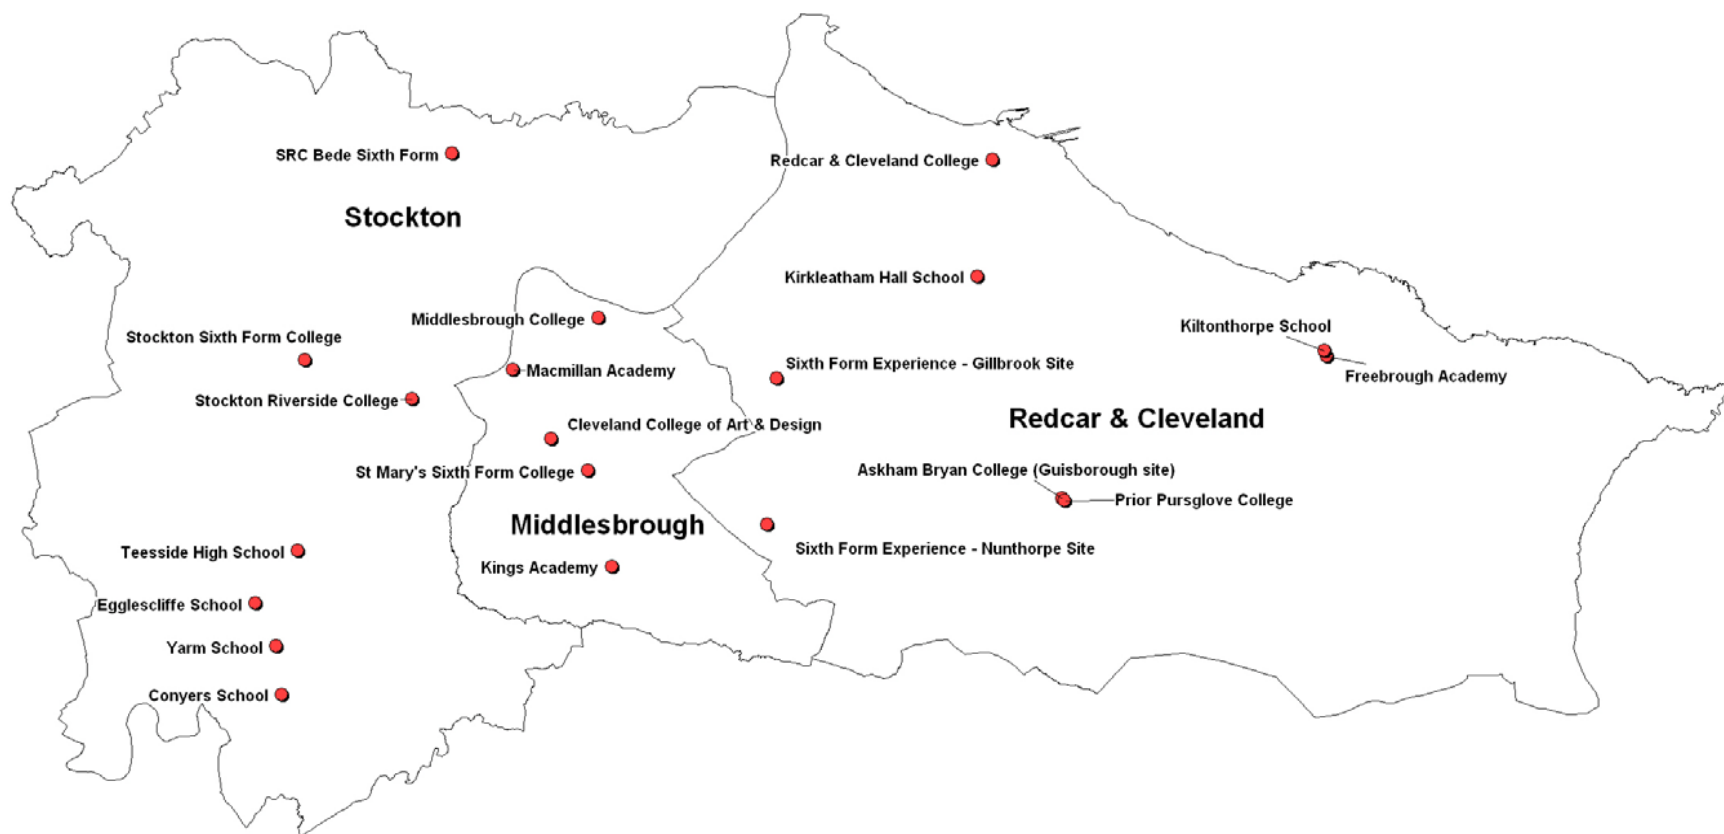 SRC Bede Sixth Form
Redcar & Cleveland College
Stockton
Kirkleatham Hall School
Middlesbrough College
Kiltonthorpe School
Stockton Sixth Form College
Sixth Form Experience - Gillbrook Site
Macmillan Academy
Freebrough Academy
Stockton Riverside College
Redcar & Cleveland
Cleveland College of Art & Design
St Mary's Sixth Form College
Askham Bryan College (Guisborough site)
Prior Pursglove College
Middlesbrough
Sixth Form Experience - Nunthorpe Site
Teesside High School
Kings Academy
Egglescliffe School
Yarm School
Conyers School